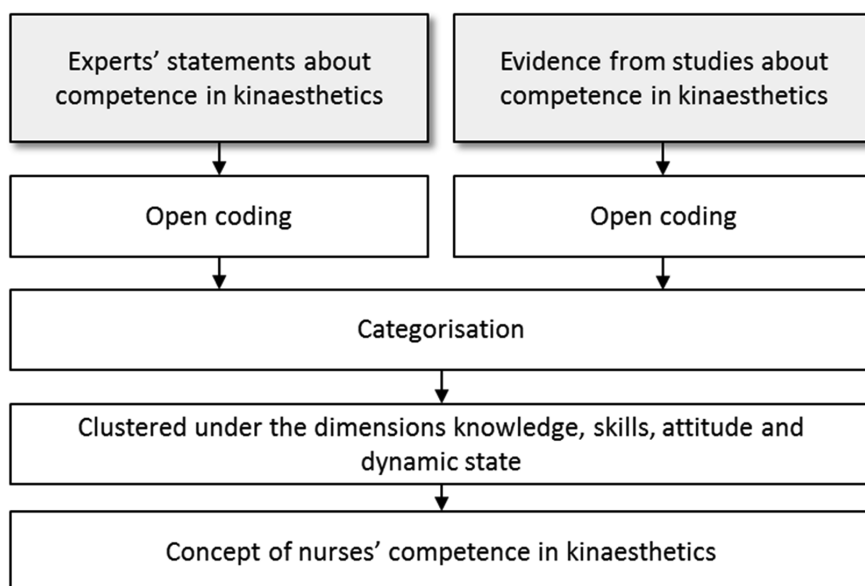 Experts’ statements about
competence in kinaesthetics
Evidence from studies about
competence in kinaesthetics
Open coding
Open coding
Categorisation
Clustered under the dimensions knowledge, skills, attitude and
dynamic state
Concept of nurses’ competence in kinaesthetics